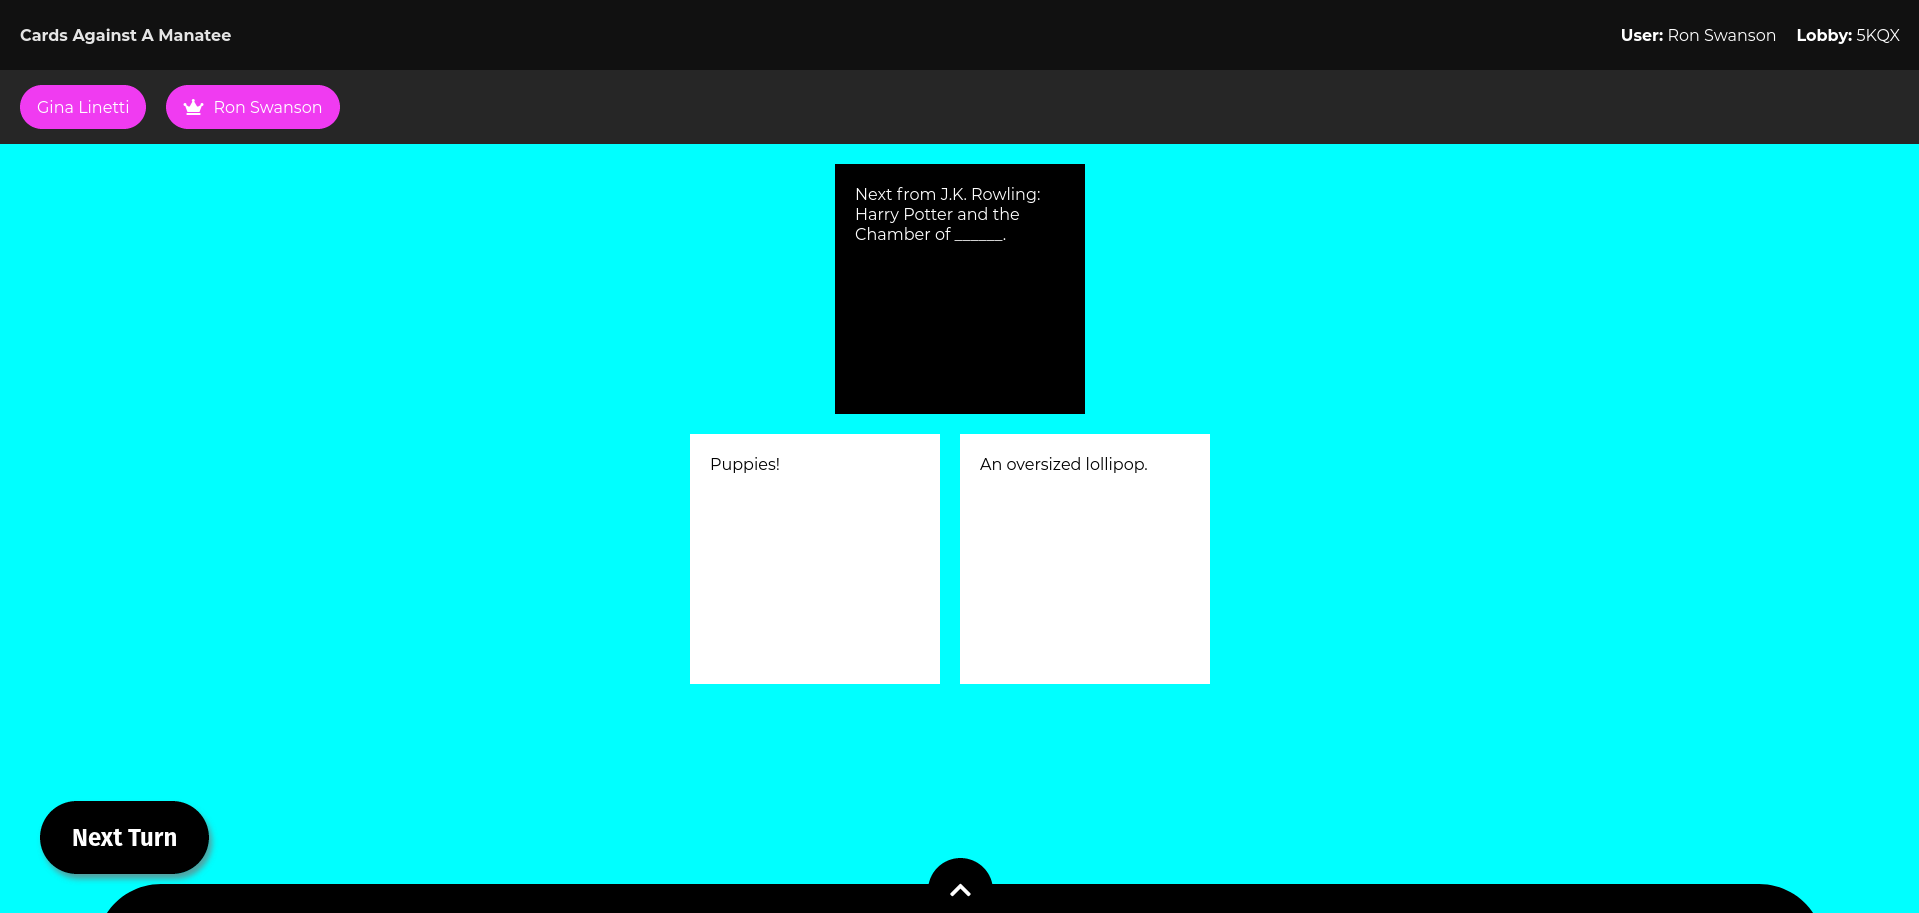 Cards Against A Manatee
User: Ron Swanson Lobby: 5KQX
Gina Linetti
Ron Swanson
Next from J.K. Rowling:
Harry Potter and the
Chamber of ______.
Puppies!
An oversized lollipop.
Next Turn